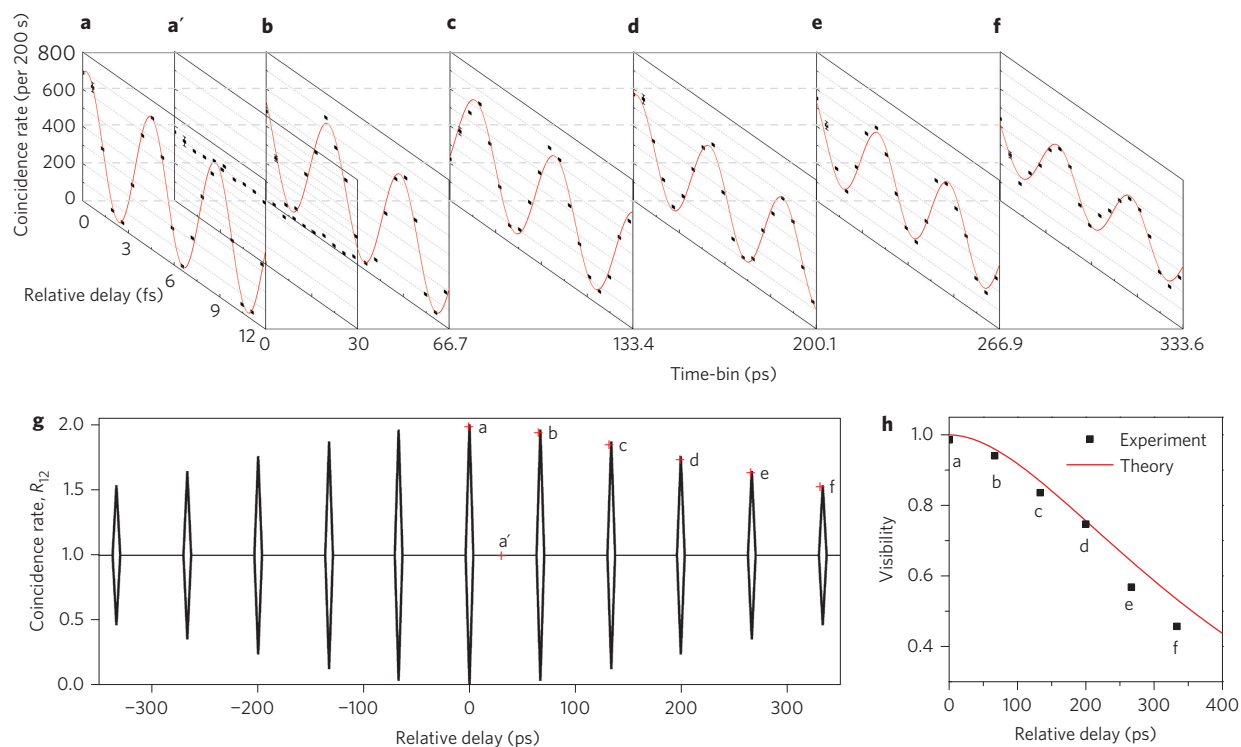 a a′ b c d e f
Coincidence rate (per 200 s)
800
600
400
200
0
0
3
6
9
12
Relative delay (fs)
0 30 66.7 133.4 200.1 266.9 333.6
Time-bin (ps)
g
Coincidence rate, R12
2.0
1.5
1.0
0.5
0.0
a
b
c
d
e
f
a′
−300 −200 −100 0 100 200 300
Relative delay (ps)
h
Visibility
1.0
0.8
0.6
0.4
Experiment
Theory
a
b
c
d
e
f
0 100 200 300 400
Relative delay (ps)